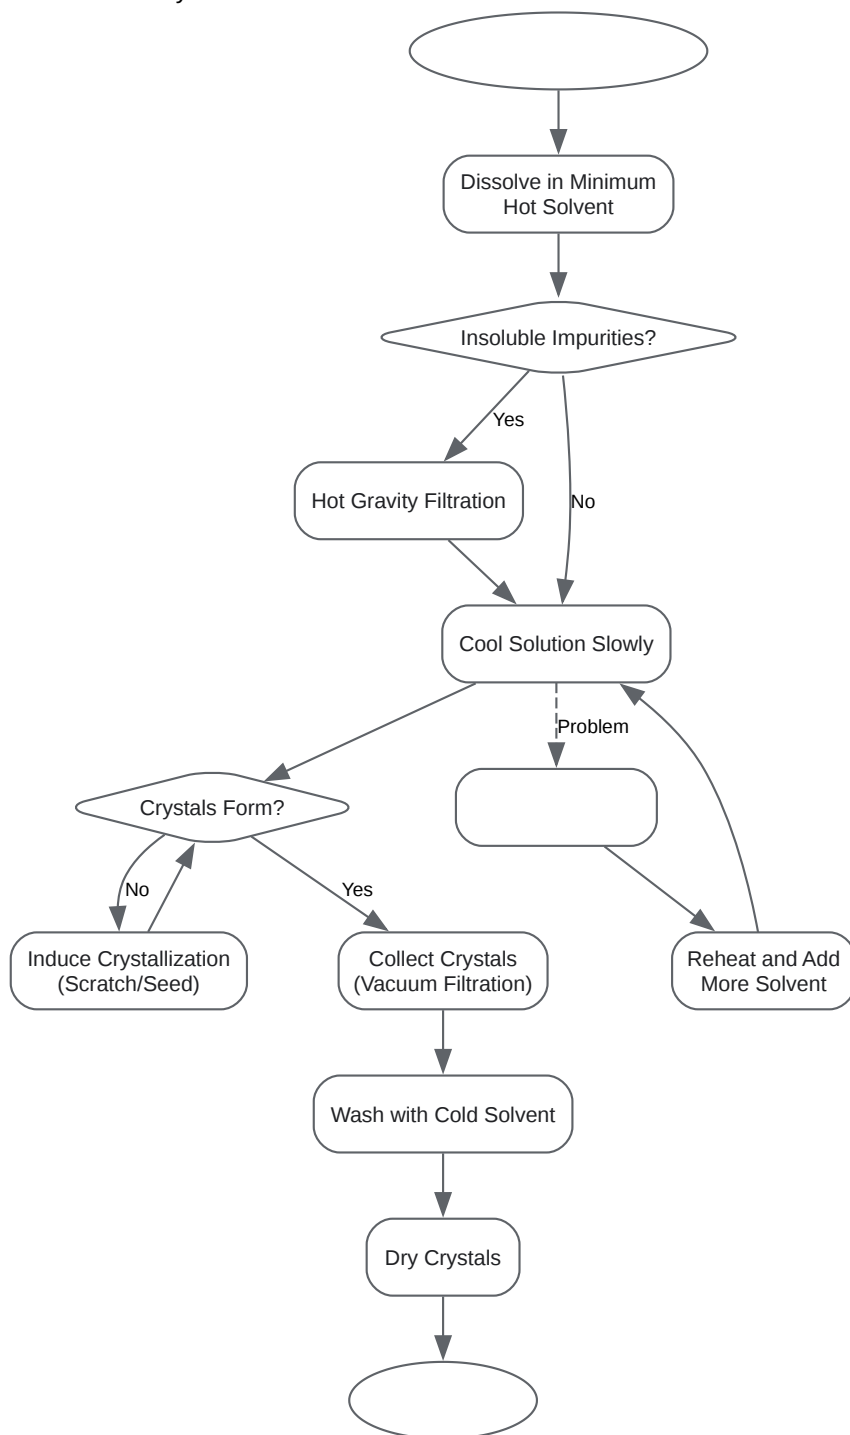 Dissolve in Minimum
Hot Solvent
Insoluble Impurities?
Yes
Hot Gravity Filtration
No
Cool Solution Slowly
Problem
Crystals Form?
No
Yes
Induce Crystallization
(Scratch/Seed)
Collect Crystals
(Vacuum Filtration)
Reheat and Add
More Solvent
Wash with Cold Solvent
Dry Crystals